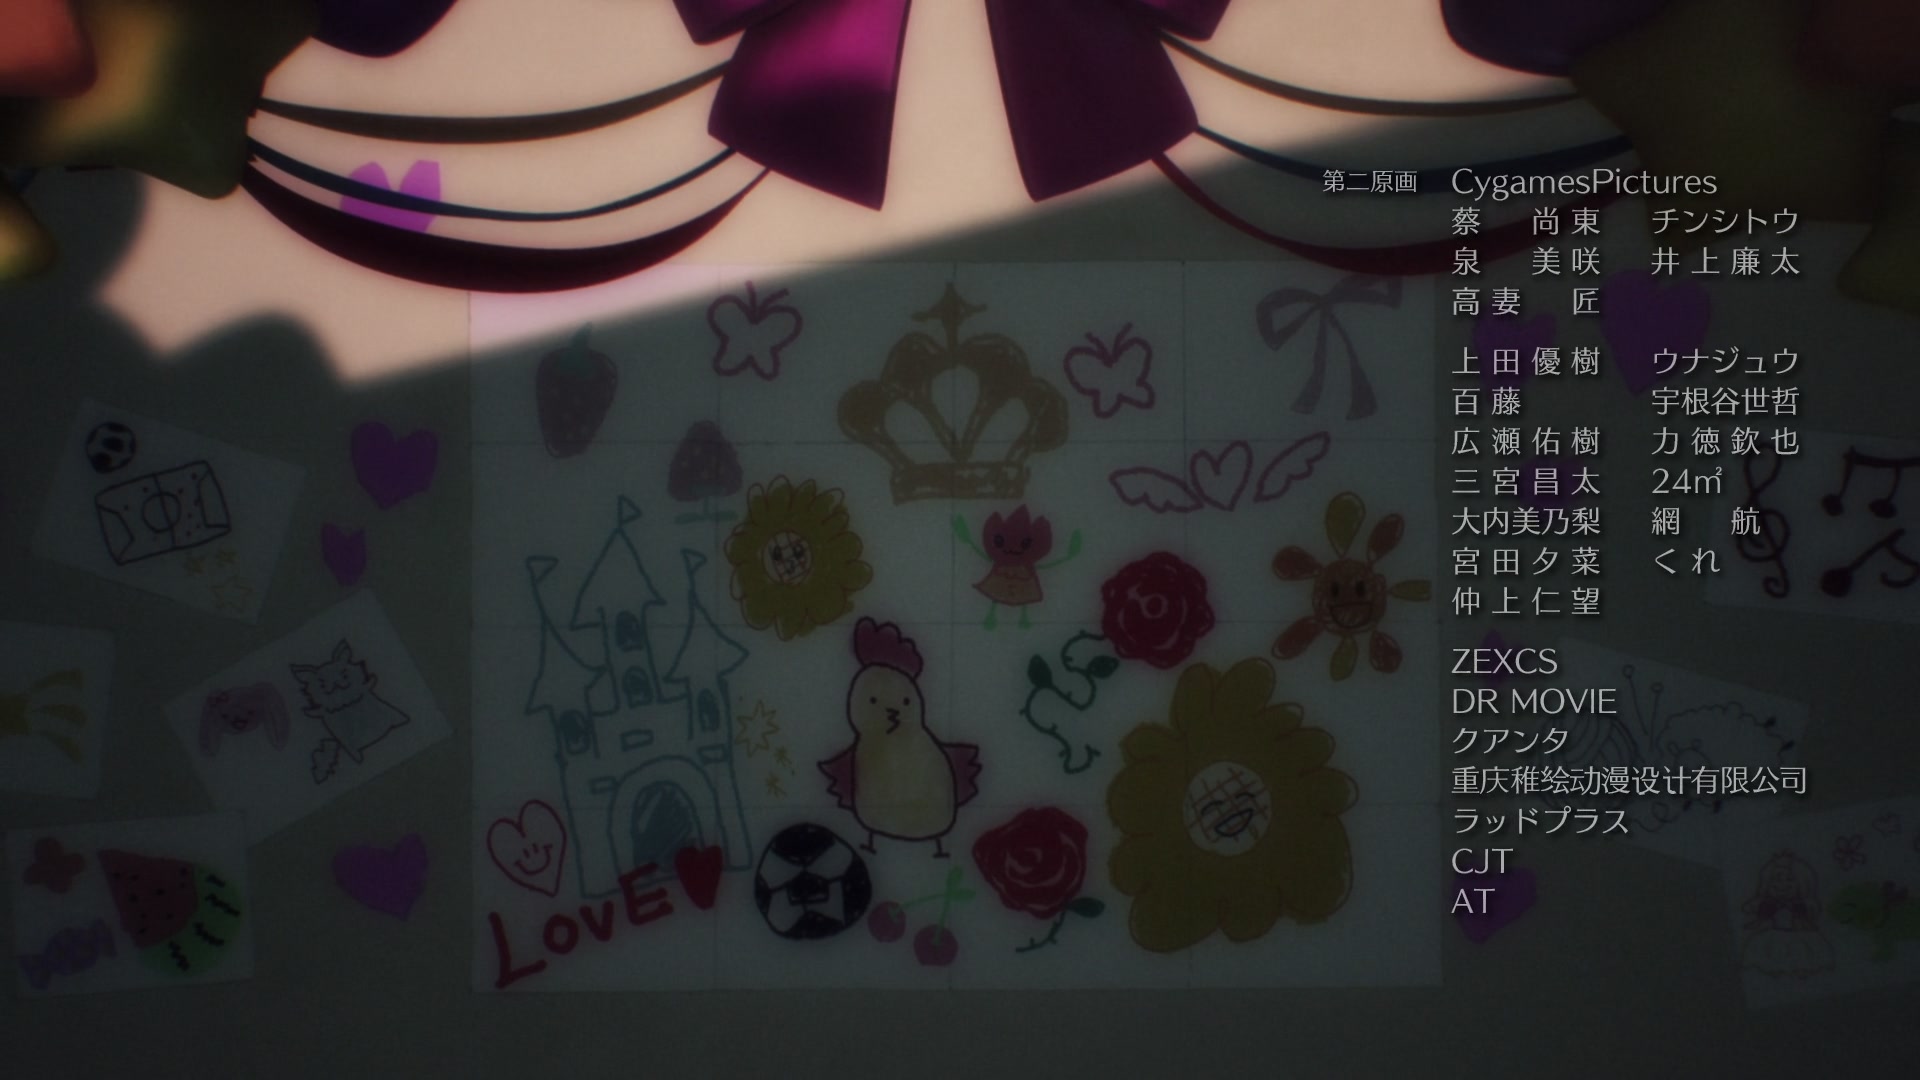 第二原画 CygamesPictures
蔡 尚東 チンシトウ
泉 美咲 井上廉太
高妻 匠
上田優樹 ウナジュウ
百藤 宇根谷世哲
広瀬佑樹 力徳欽也
三宮昌太 24㎡
大内美乃梨 網 航
宮田夕菜 くれ
仲上仁望
ZEXCS
DR MOVIE
クアンタ
重庆稚绘动漫设计有限公司
ラッドプラス
CJT
AT
LOVE